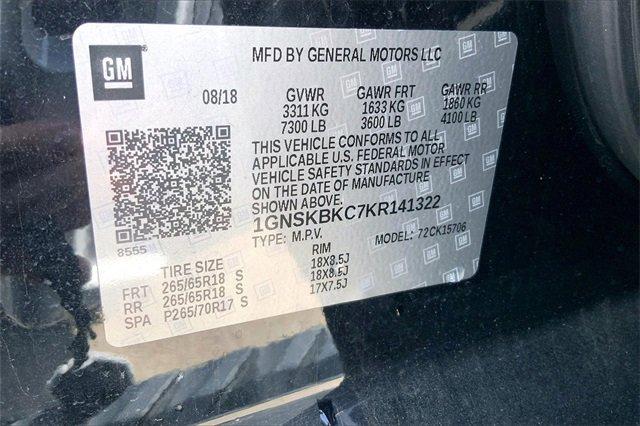 GM
MFD BY GENERAL MOTORS LLC
08/18 GVWR GAWR FRT GAWR RR
3311 KG 1633 KG 1860 KG
7300 LB 3600 LB 4100 LB
THIS VEHICLE CONFORMS TO ALL
APPLICABLE U.S. FEDERAL MOTOR
VEHICLE SAFETY STANDARDS IN EFFECT
ON THE DATE OF MANUFACTURE
SHOWN ABOVE.
1GNSKBKC7KR141322
TYPE: M.P.V. MODEL: 72CK15706
8555
TIRE SIZE RIM
FRT 265/65R18 S 18X8.5J
RR 265/65R18 S 18X8.5J
SPA P265/70R17 S 17X7.5J